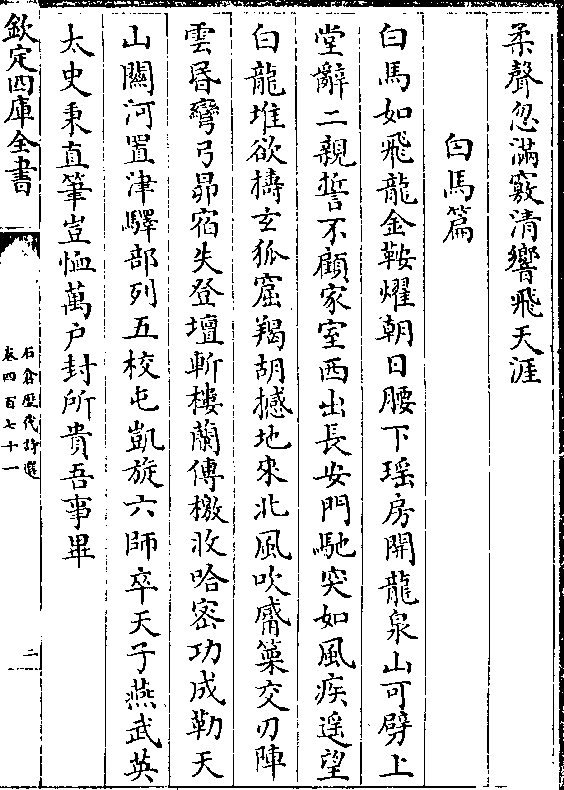 柔聲忽滿竅清響飛天涯
白馬篇
白馬如飛龍金鞍燿朝日腰下瑶房開龍泉山可劈上
堂辭二親誓不顧家室西出長安門馳突如風疾遥望
白龍堆欲擣玄狐窟羯胡撼地來北風吹觱篥交刃陣
雲昏彎弓昴宿失登壇斬樓蘭傳檄收哈密功成勒天
山關河置津驛部列五校屯凱旋六師卒天子燕武英
太史秉直筆豈恤萬户封所貴吾事畢
欽定四庫全書
石倉歷代詩選
卷四百七十一
二